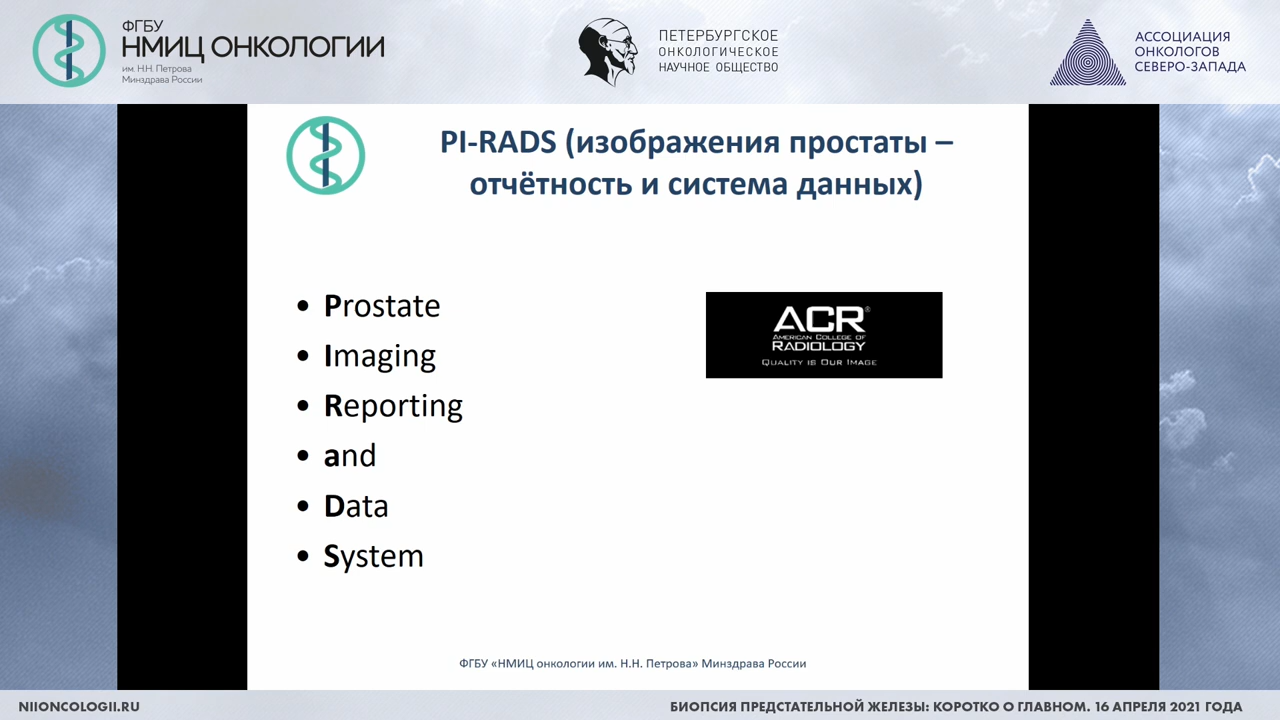 ФГБУ
НМИЦ ОНКОЛОГИИ
им. Н.Н. Петрова
Минздрава России
ПЕТЕРБУРГСКОЕ
ОНКОЛОГИЧЕСКОЕ
НАУЧНОЕ ОБЩЕСТВО
АССОЦИАЦИЯ
ОНКОЛОГОВ
СЕВЕРО-ЗАПАДА
PI-RADS (изображения простаты –
отчётность и система данных)
• Prostate
• Imaging
• Reporting
• and
• Data
• System
ACR®
AMERICAN COLLEGE OF
RADIOLOGY
QUALITY IS OUR IMAGE
ФГБУ «НМИЦ онкологии им. Н.Н. Петрова» Минздрава России
NIIONCOLOGII.RU
БИОПСИЯ ПРЕДСТАТЕЛЬНОЙ ЖЕЛЕЗЫ: КОРОТКО О ГЛАВНОМ. 16 АПРЕЛЯ 2021 ГОДА